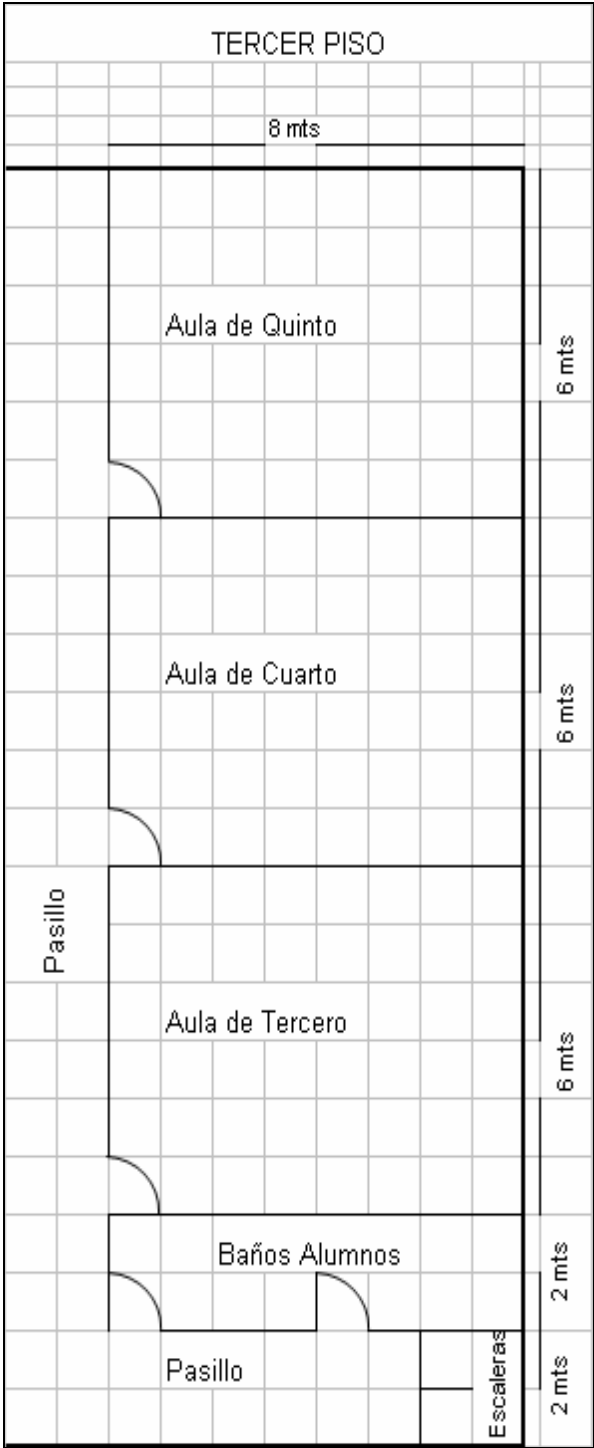 TERCER PISO
8 mts
Aula de Quinto
6 mts
Aula de Cuarto
6 mts
Pasillo
Aula de Tercero
6 mts
Baños Alumnos
2 mts
Pasillo
Escaleras
2 mts